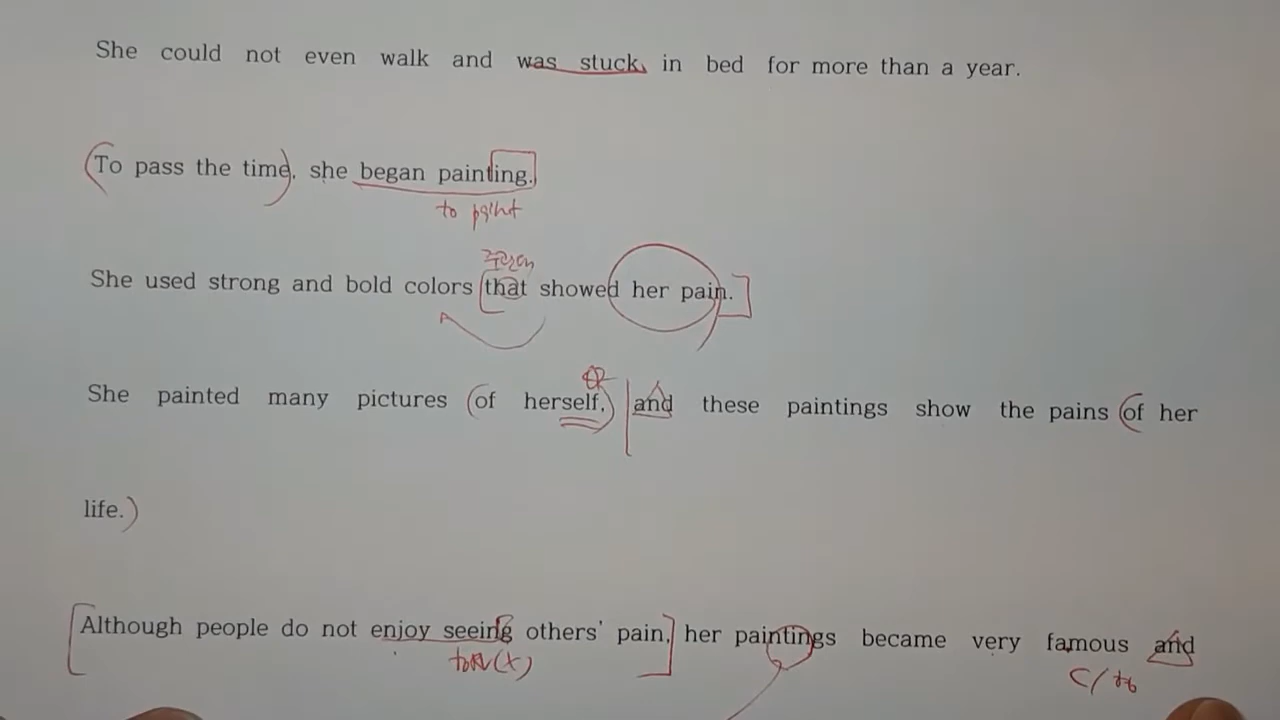 She could not even walk and was stuck in bed for more than a year.
To pass the time, she began painting.
to paint
주관대
She used strong and bold colors that showed her pain.
She painted many pictures of herself, and these paintings show the pains of her
life.
Although people do not enjoy seeing others' pain, her paintings became very famous and
(X)